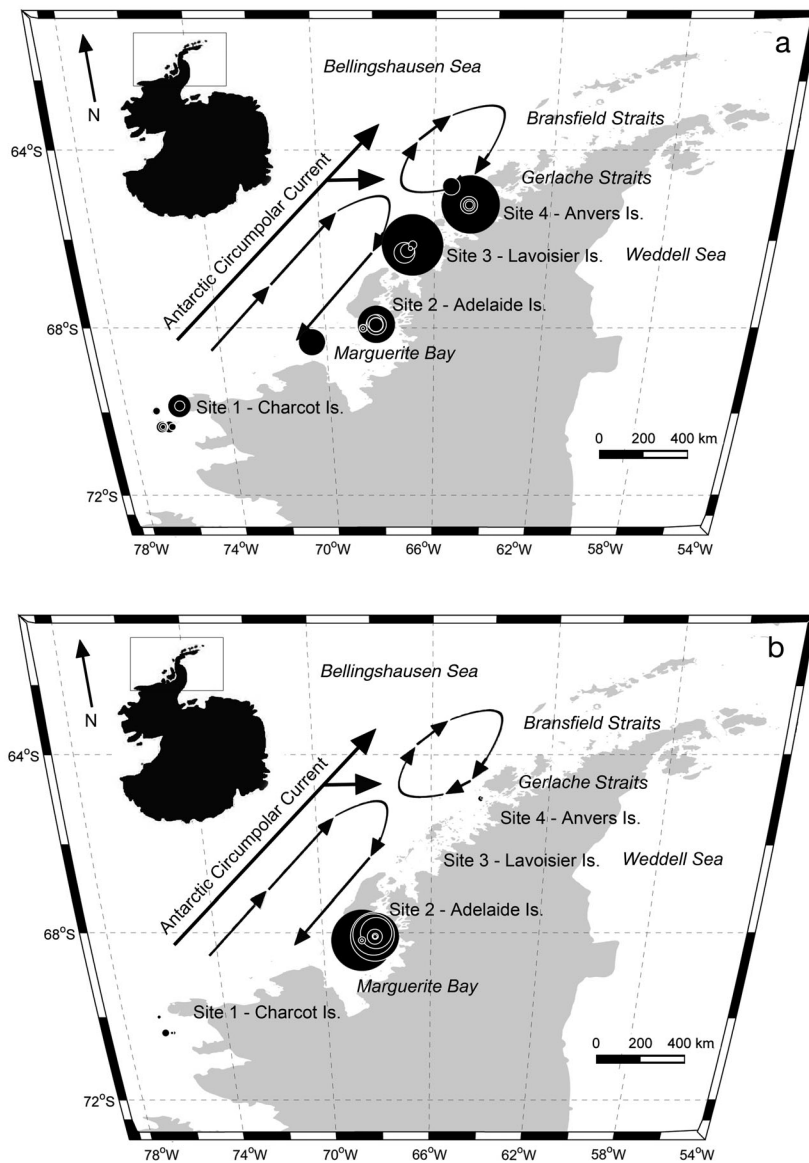 a
Bellingshausen Sea
N
Bransfield Straits
64°S
Antarctic Circumpolar Current
Gerlache Straits
Site 4 - Anvers Is.
Site 3 - Lavoisier Is.
Weddell Sea
Site 2 - Adelaide Is.
68°S
Marguerite Bay
Site 1 - Charcot Is.
0 200 400 km
72°S
78°W 74°W 70°W 66°W 62°W 58°W 54°W
b
Bellingshausen Sea
N
Bransfield Straits
64°S
Antarctic Circumpolar Current
Gerlache Straits
Site 4 - Anvers Is.
Site 3 - Lavoisier Is.
Weddell Sea
Site 2 - Adelaide Is.
68°S
Marguerite Bay
Site 1 - Charcot Is.
0 200 400 km
72°S
78°W 74°W 70°W 66°W 62°W 58°W 54°W